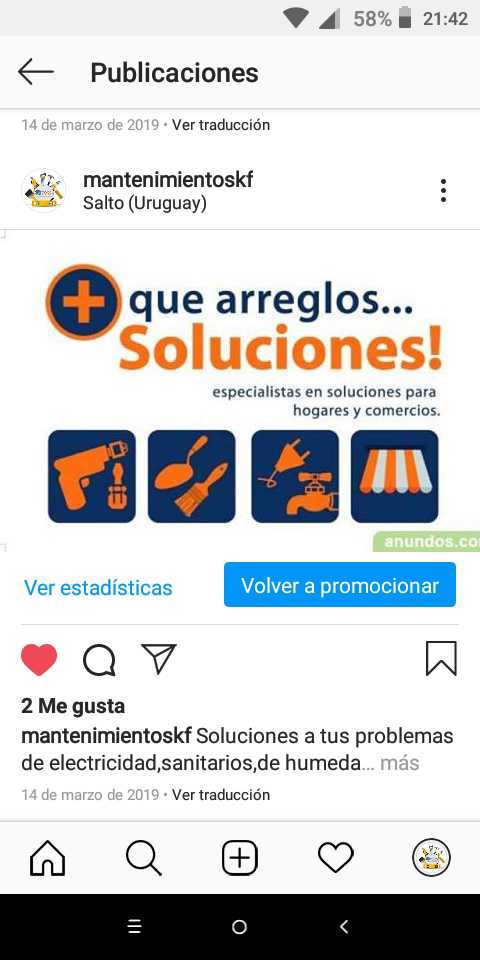 58% 21:42
Publicaciones
14 de marzo de 2019 • Ver traducción
mantenimientoskf
Salto (Uruguay)
+ que arreglos...
Soluciones!
especialistas en soluciones para
hogares y comercios.
anundos.co
Ver estadísticas
Volver a promocionar
2 Me gusta
mantenimientoskf Soluciones a tus problemas
de electricidad,sanitarios,de humeda... más
14 de marzo de 2019 • Ver traducción